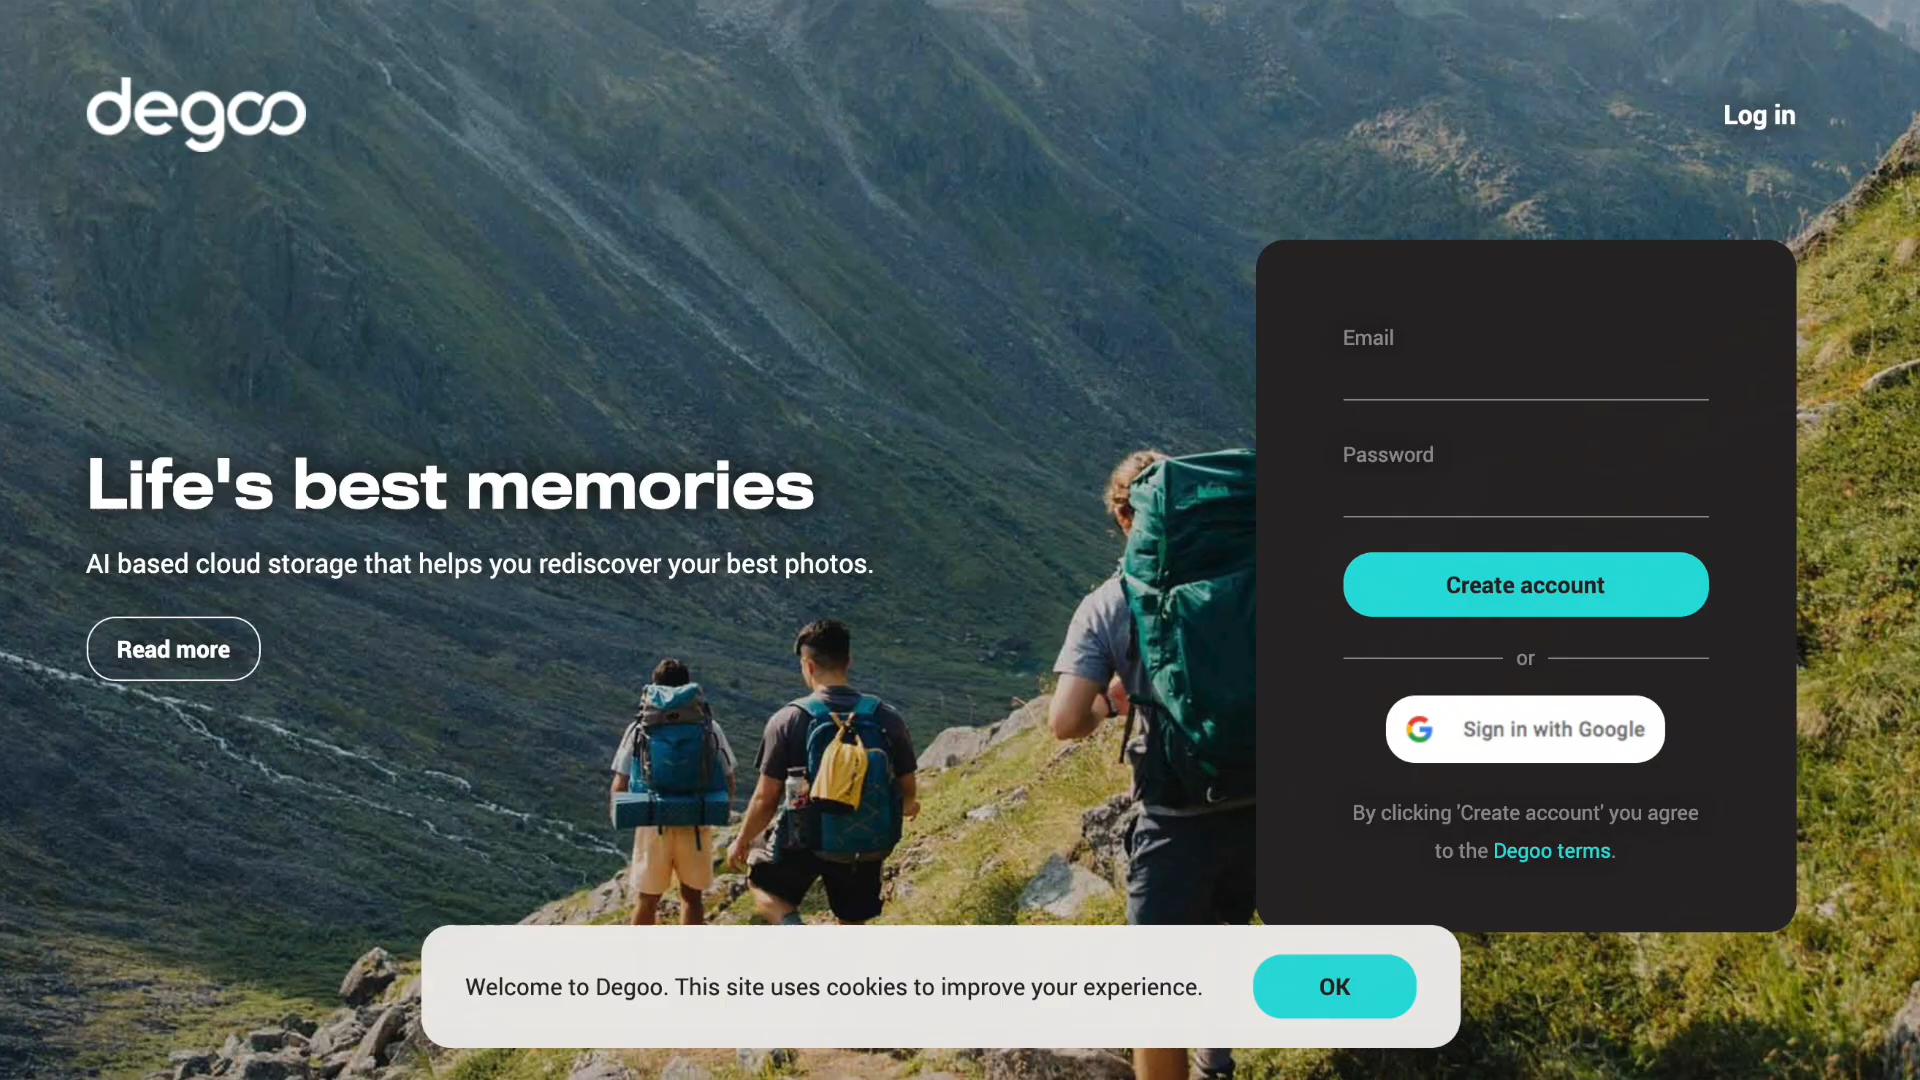 degoo
Log in
Life's best memories
AI based cloud storage that helps you rediscover your best photos.
Read more
Email
Password
Create account
or
Sign in with Google
By clicking 'Create account' you agree
to the Degoo terms.
Welcome to Degoo. This site uses cookies to improve your experience.
OK